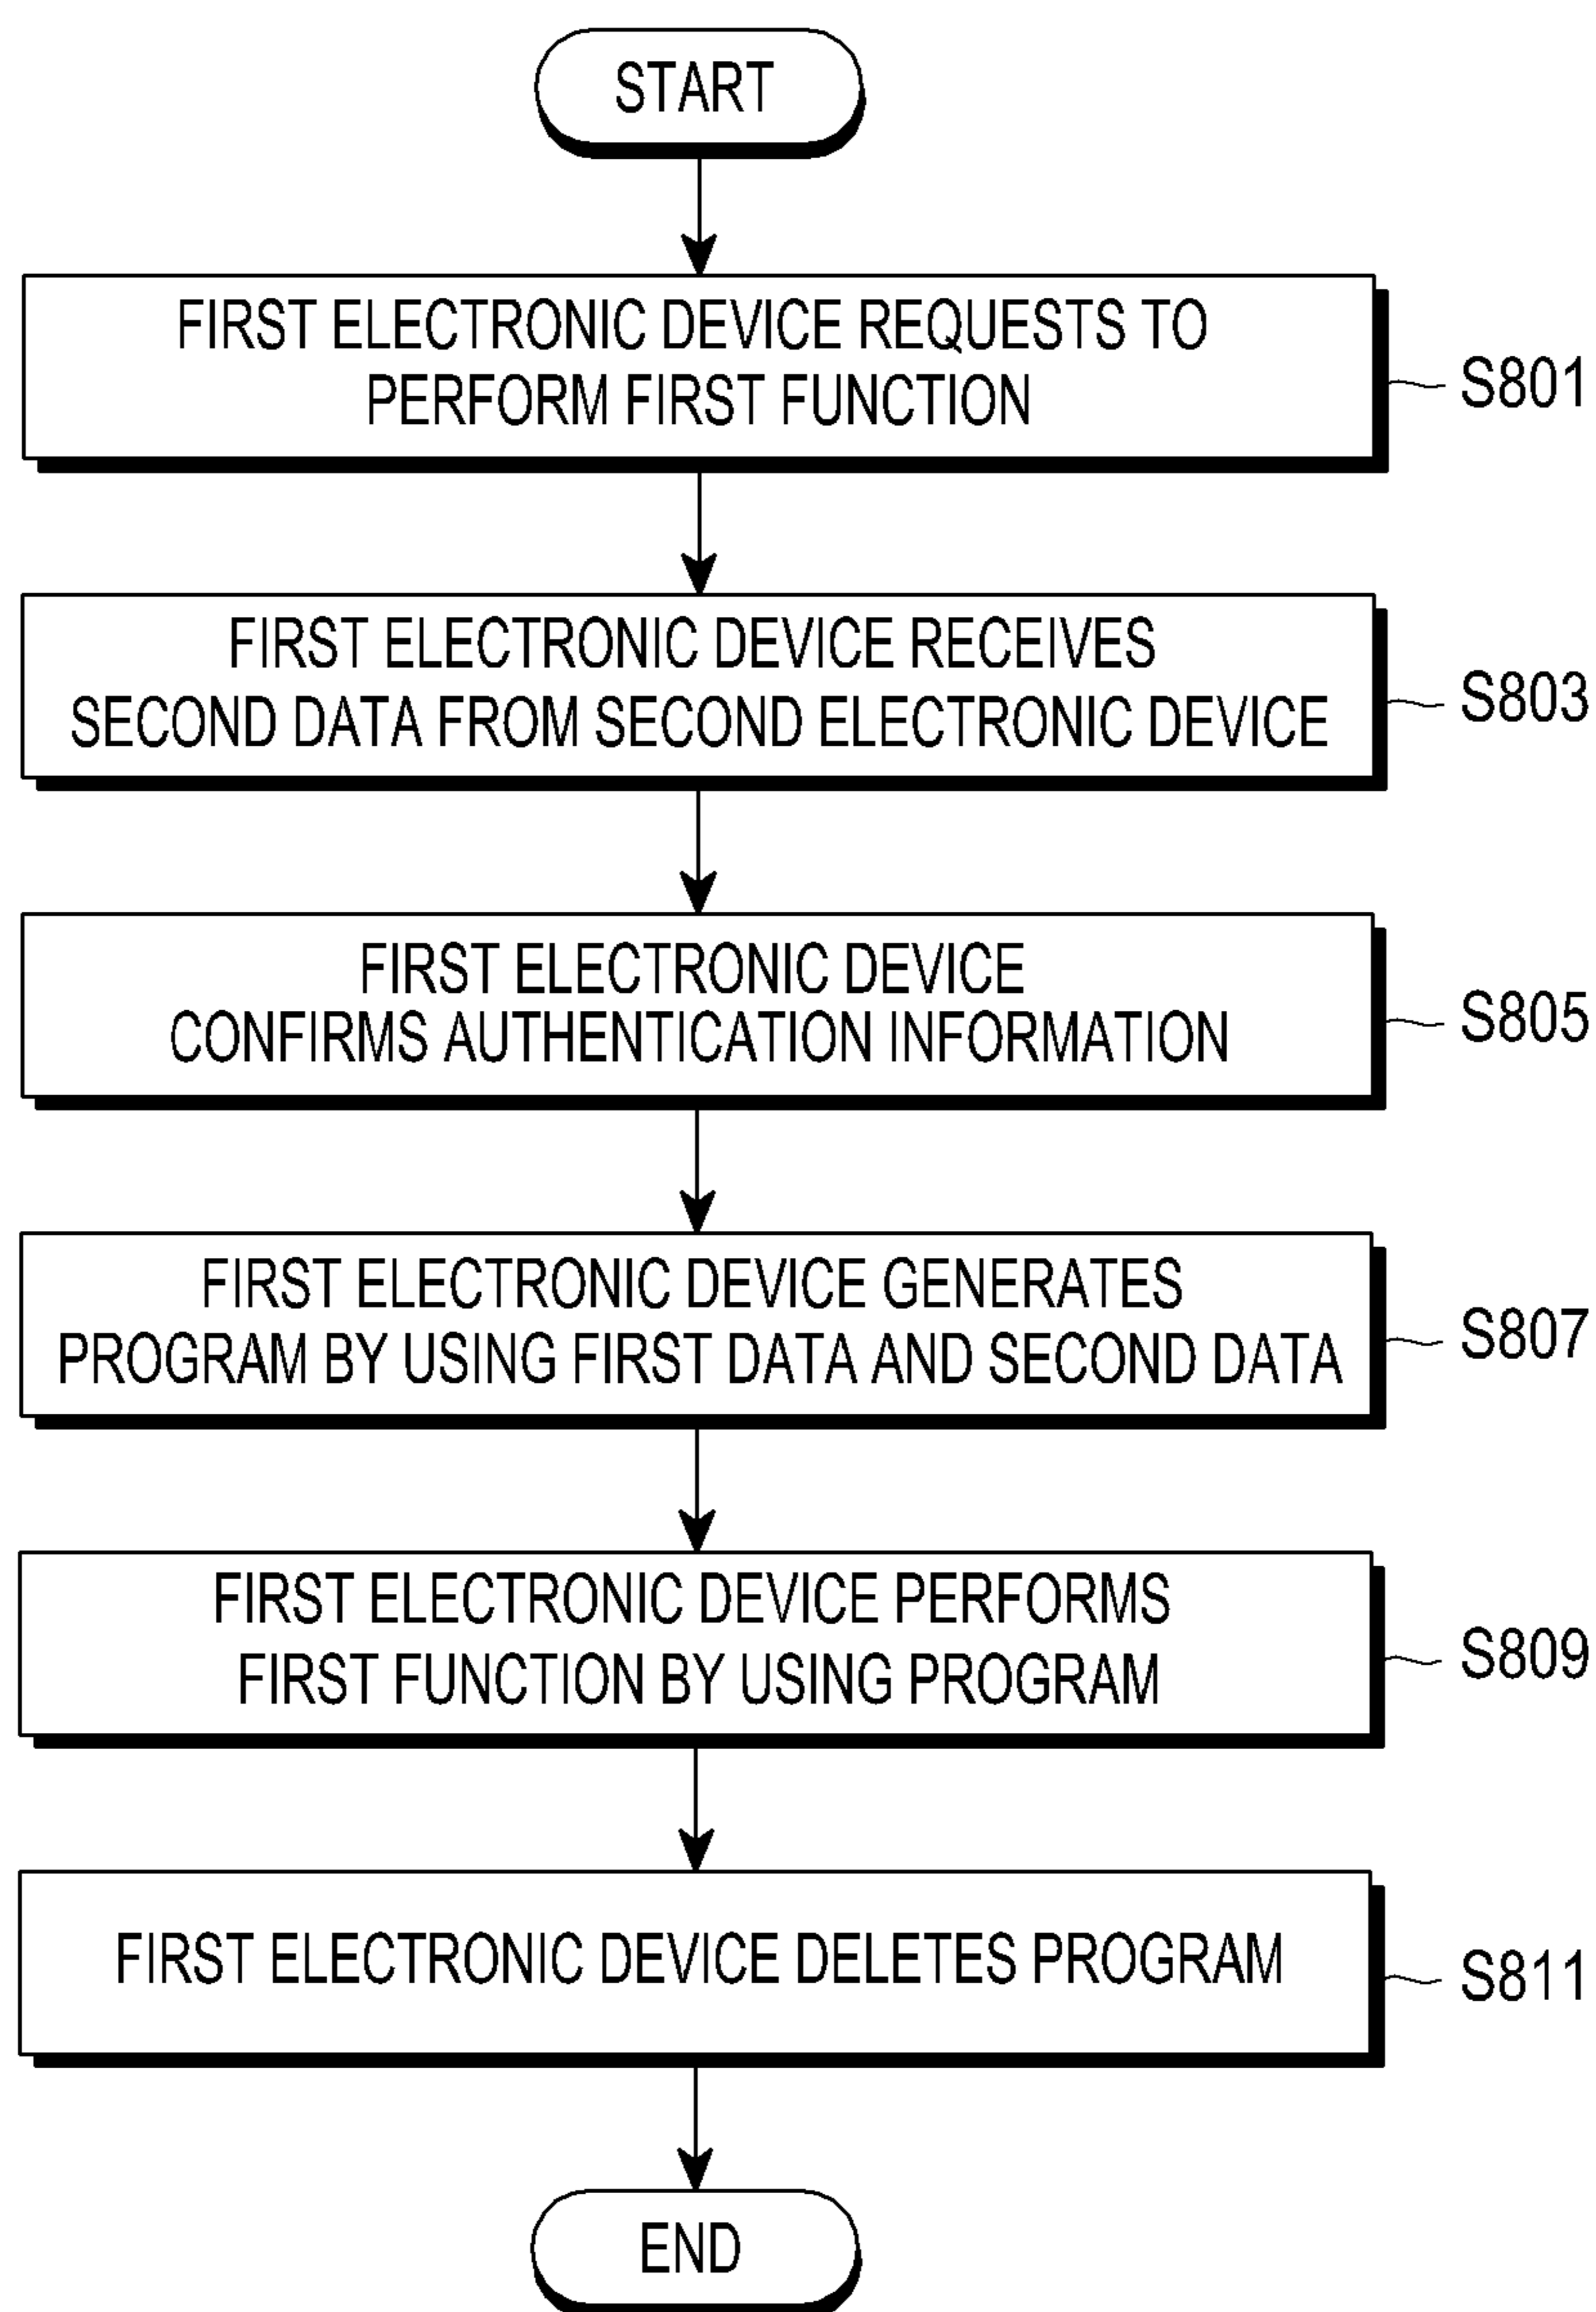 START
FIRST ELECTRONIC DEVICE REQUESTS TO
PERFORM FIRST FUNCTION
S801
FIRST ELECTRONIC DEVICE RECEIVES
SECOND DATA FROM SECOND ELECTRONIC DEVICE
S803
FIRST ELECTRONIC DEVICE
CONFIRMS AUTHENTICATION INFORMATION
S805
FIRST ELECTRONIC DEVICE GENERATES
PROGRAM BY USING FIRST DATA AND SECOND DATA
S807
FIRST ELECTRONIC DEVICE PERFORMS
FIRST FUNCTION BY USING PROGRAM
S809
FIRST ELECTRONIC DEVICE DELETES PROGRAM
S811
END